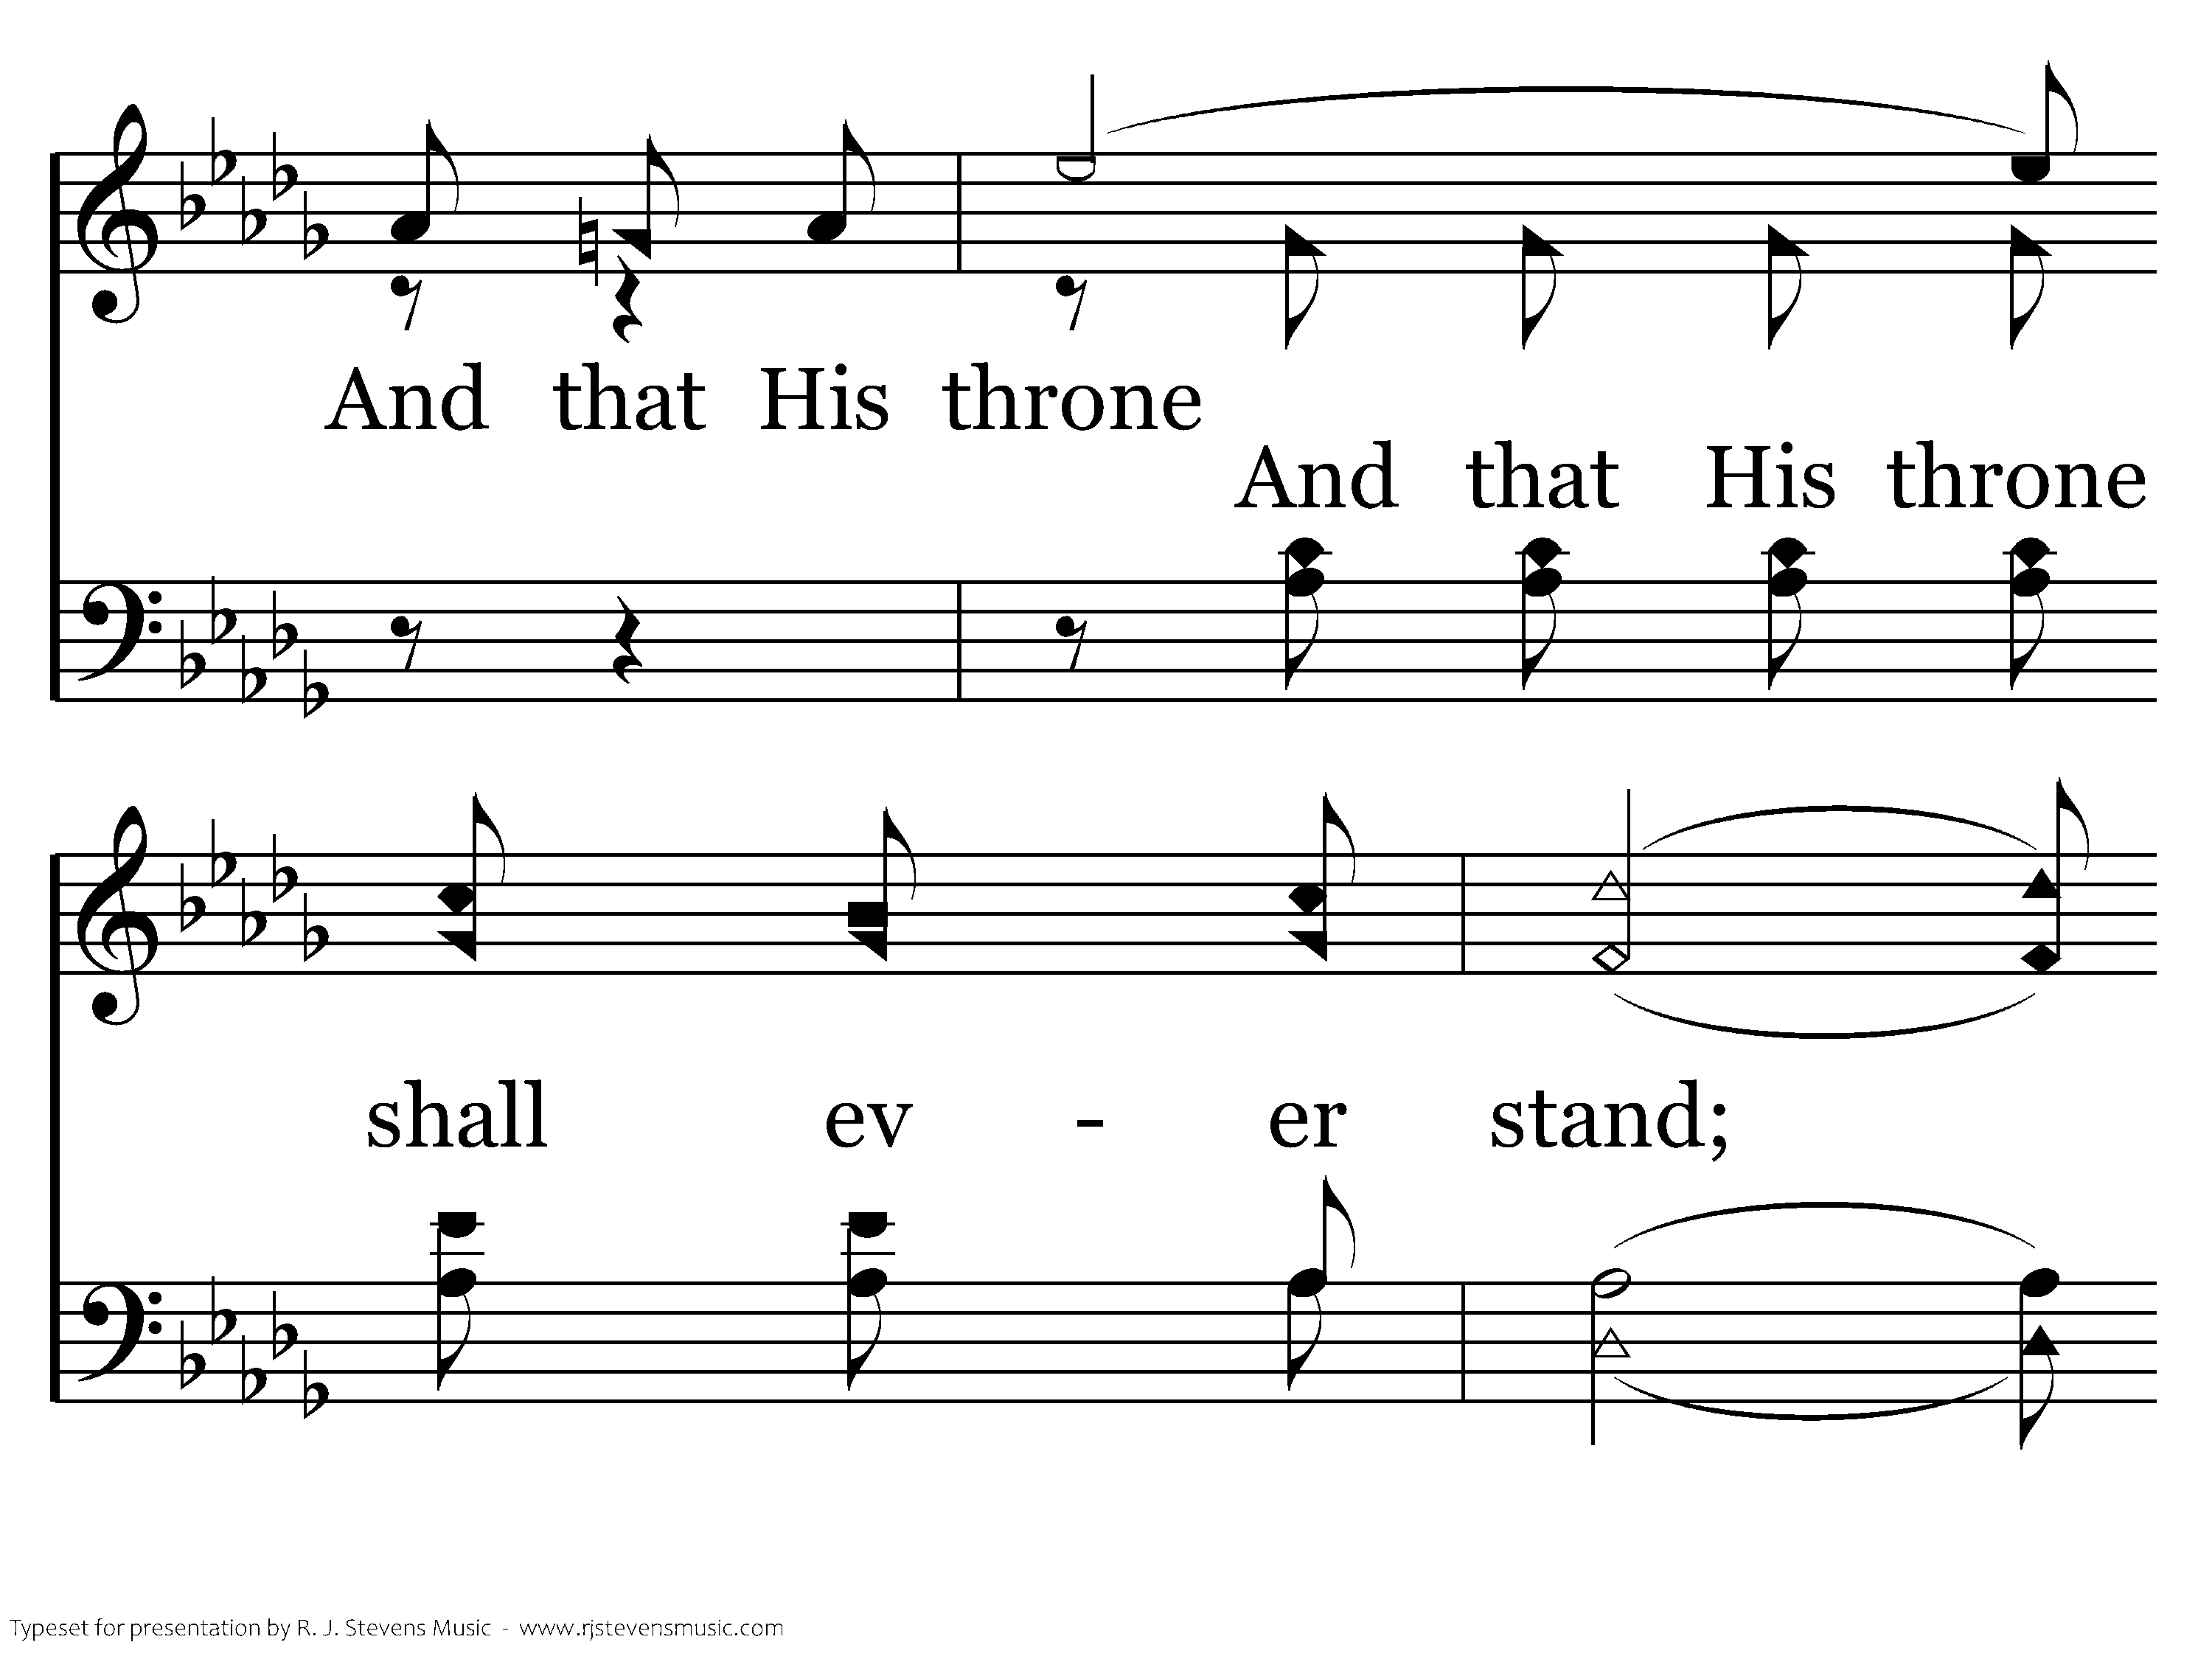 And that His throne
And that His throne
shall ev - er stand;
Typeset for presentation by R. J. Stevens Music - www.rjstevensmusic.com